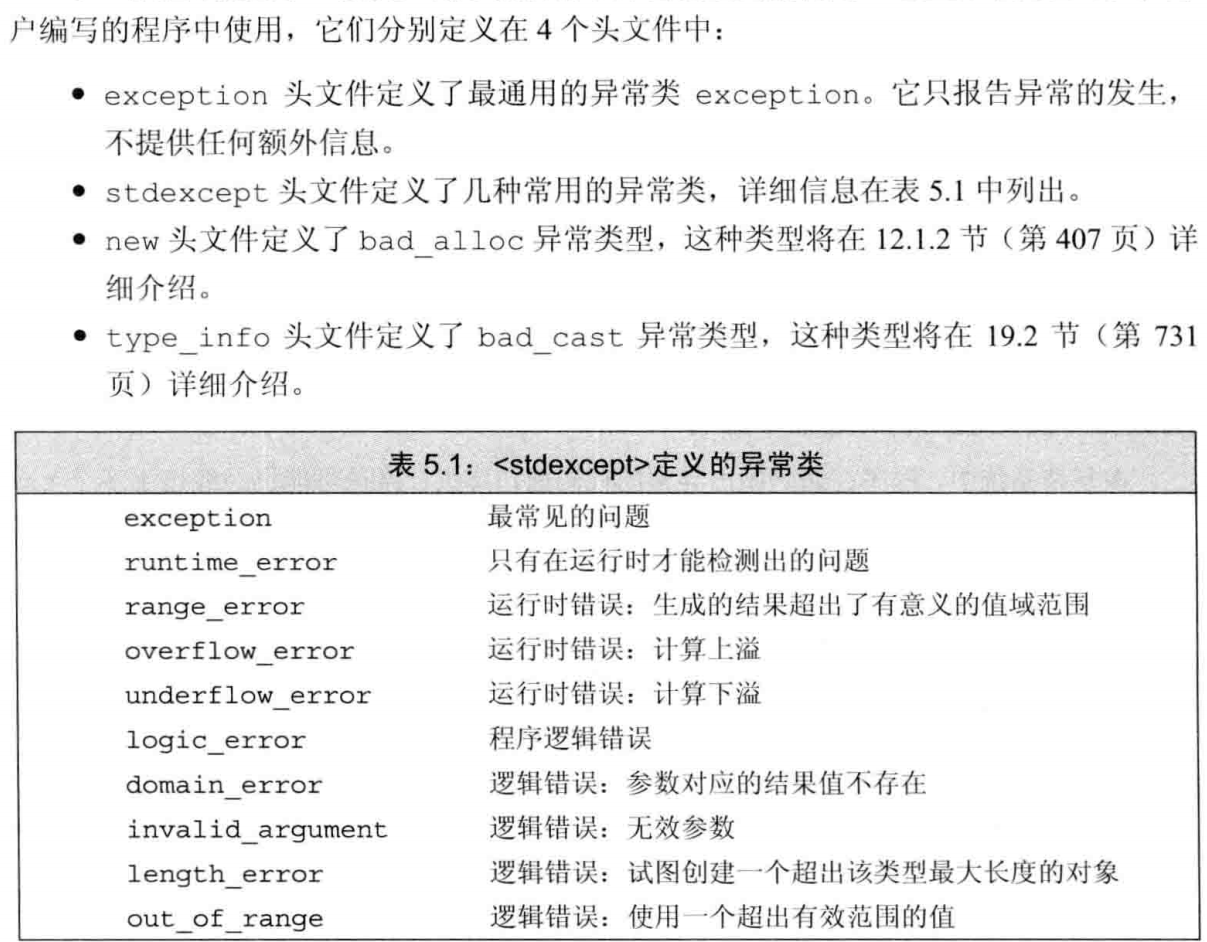 户编写的程序中使用，它们分别定义在 4 个头文件中：
• exception 头文件定义了最通用的异常类 exception。它只报告异常的发生，
不提供任何额外信息。
• stdexcept 头文件定义了几种常用的异常类，详细信息在表 5.1 中列出。
• new 头文件定义了 bad_alloc 异常类型，这种类型将在 12.1.2 节（第 407 页）详
细介绍。
• type_info 头文件定义了 bad_cast 异常类型，这种类型将在 19.2 节（第 731
页）详细介绍。
表 5.1：<stdexcept>定义的异常类
exception 最常见的问题
runtime_error 只有在运行时才能检测出的问题
range_error 运行时错误：生成的结果超出了有意义的值域范围
overflow_error 运行时错误：计算上溢
underflow_error 运行时错误：计算下溢
logic_error 程序逻辑错误
domain_error 逻辑错误：参数对应的结果值不存在
invalid_argument 逻辑错误：无效参数
length_error 逻辑错误：试图创建一个超出该类型最大长度的对象
out_of_range 逻辑错误：使用一个超出有效范围的值